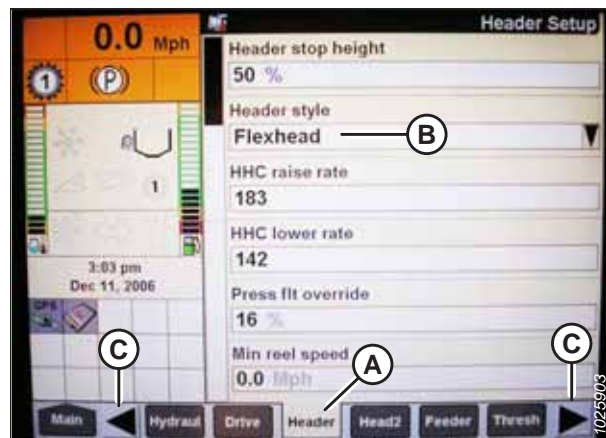 0.0 Mph
Header Setup
1
(P)
Header stop height
50 %
Header style
Flexhead
B
HHC raise rate
183
1
HHC lower rate
142
3:03 pm
Dec 11, 2006
Press flt override
16 %
GPS
Min reel speed
0.0 Mph
A
C
C
Main
Hydraul
Drive
Header
Head2
Feeder
Thresh
1025903